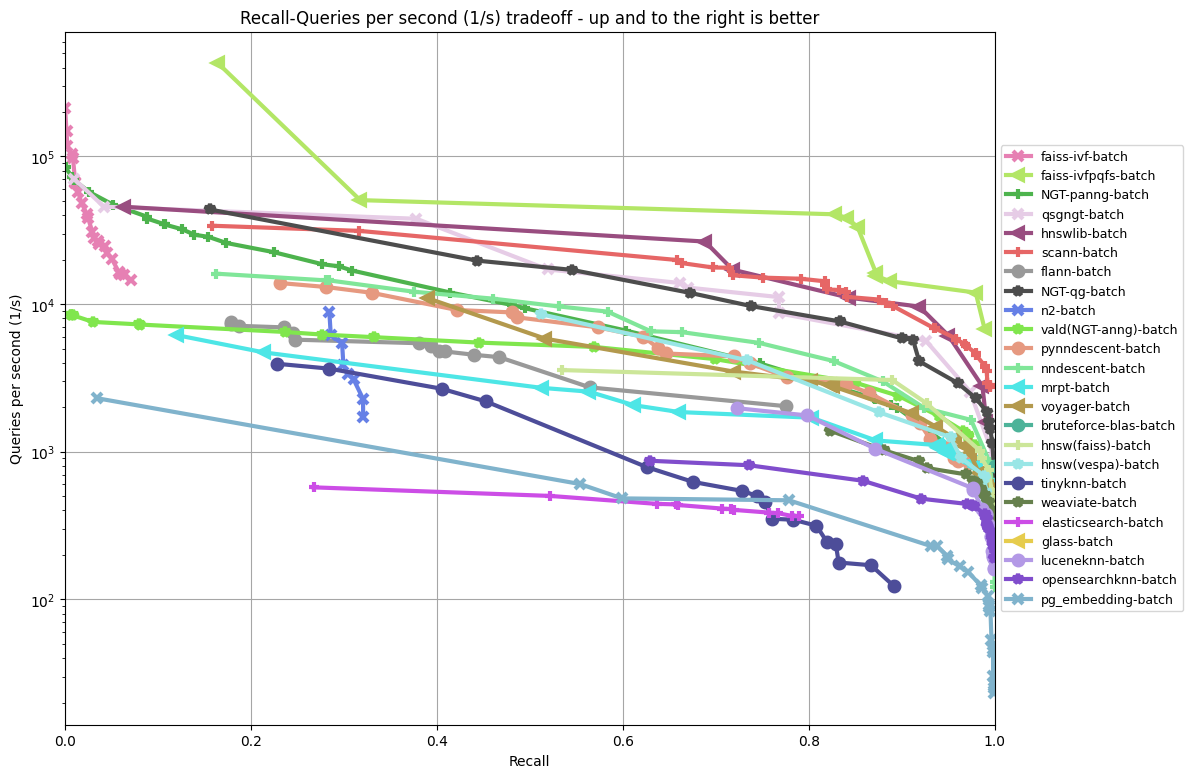 Recall-Queries per second (1/s) tradeoff - up and to the right is better
Queries per second (1/s)
10^5
10^4
10^3
10^2
0.0 0.2 0.4 0.6 0.8 1.0
Recall
faiss-ivf-batch
faiss-ivfpqfs-batch
NGT-panng-batch
qsgngt-batch
hnswlib-batch
scann-batch
flann-batch
NGT-qg-batch
n2-batch
vald(NGT-anng)-batch
pynndescent-batch
nndescent-batch
mrpt-batch
voyager-batch
bruteforce-blas-batch
hnsw(faiss)-batch
hnsw(vespa)-batch
tinyknn-batch
weaviate-batch
elasticsearch-batch
glass-batch
luceneknn-batch
opensearchknn-batch
pg_embedding-batch